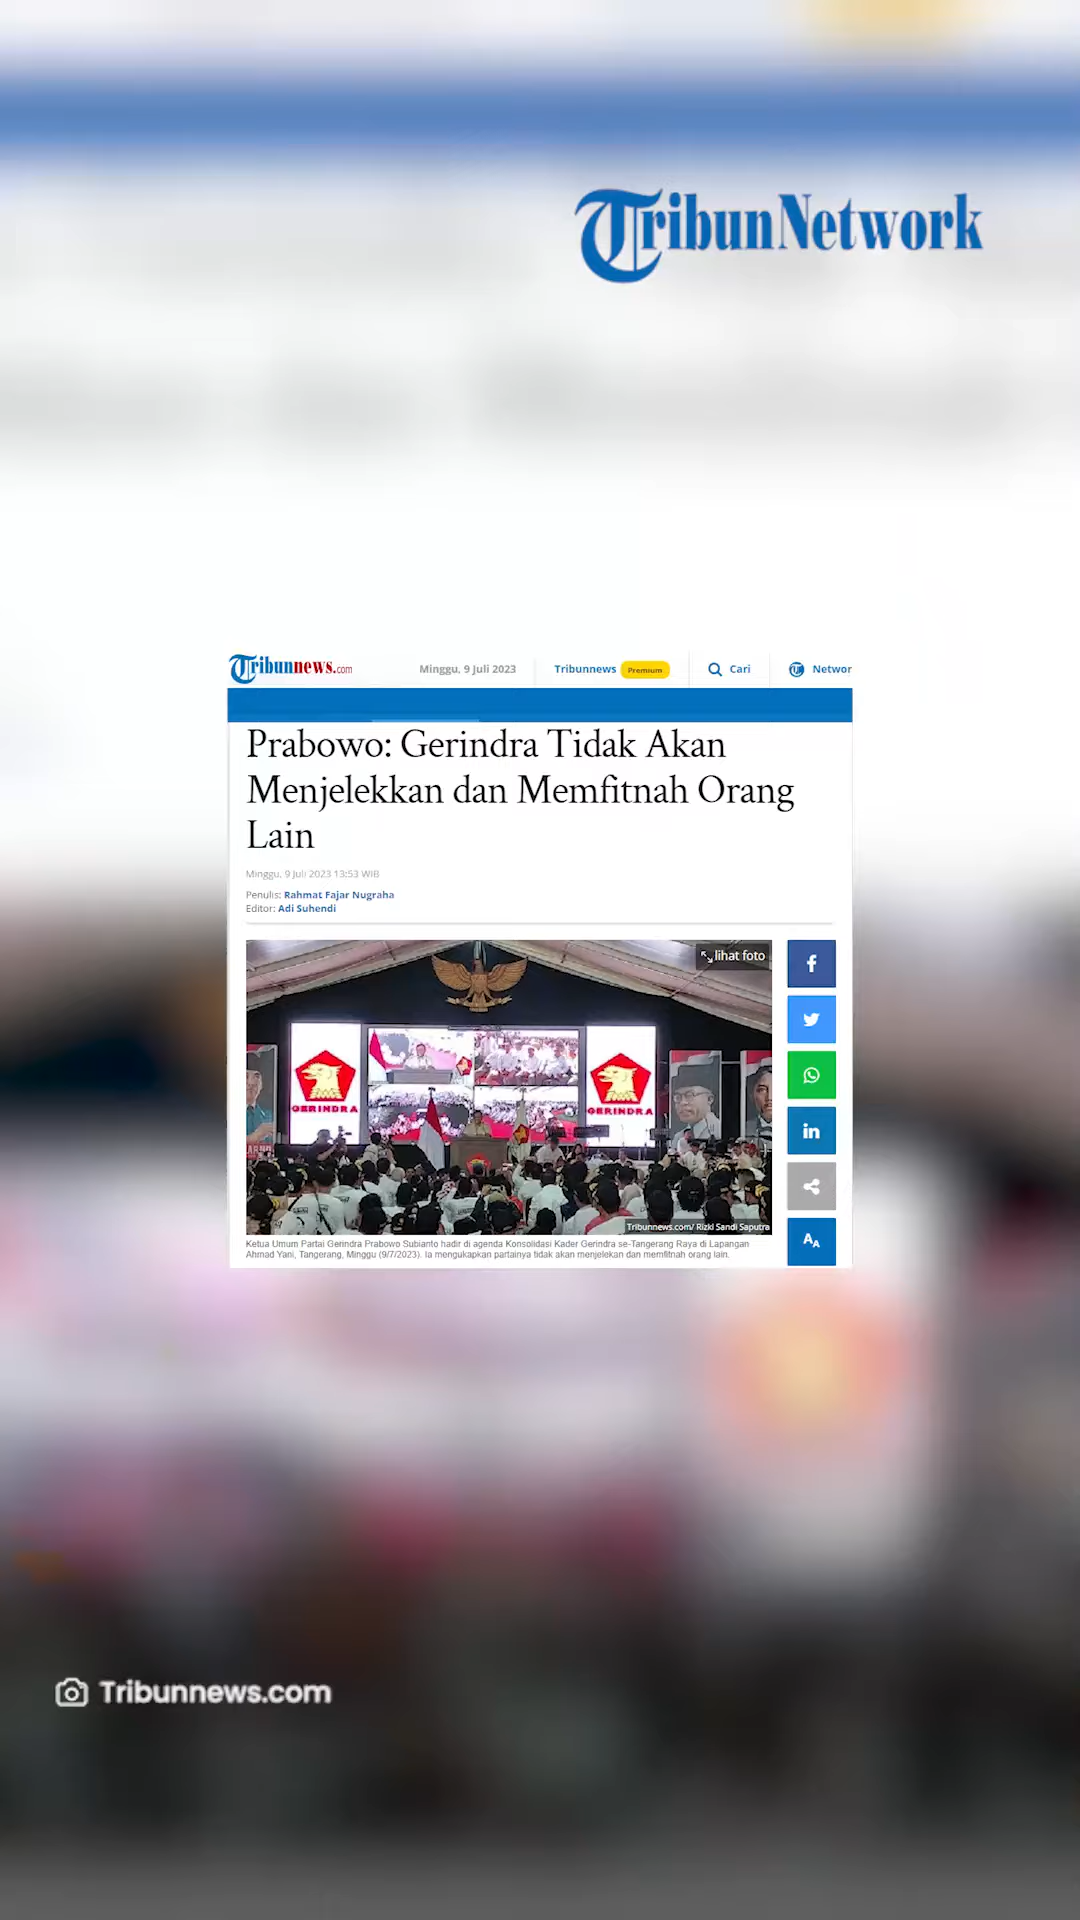 TribunNetwork
Tribunnews.com
Minggu, 9 Juli 2023
Tribunnews Premium
Cari
Networ
Prabowo: Gerindra Tidak Akan
Menjelekkan dan Memfitnah Orang
Lain
Minggu, 9 Juli 2023 13:53 WIB
Penulis: Rahmat Fajar Nugraha
Editor: Adi Suhendi
lihat foto
GERINDRA
GERINDRA
Tribunnews.com/ Rizki Sandi Saputra
Ketua Umum Partai Gerindra Prabowo Subianto hadir di agenda Konsolidasi Kader Gerindra se-Tangerang Raya di Lapangan
Ahmad Yani, Tangerang, Minggu (9/7/2023). Ia mengukapkan partainya tidak akan menjelekan dan memfitnah orang lain.
f
in
AA
Tribunnews.com